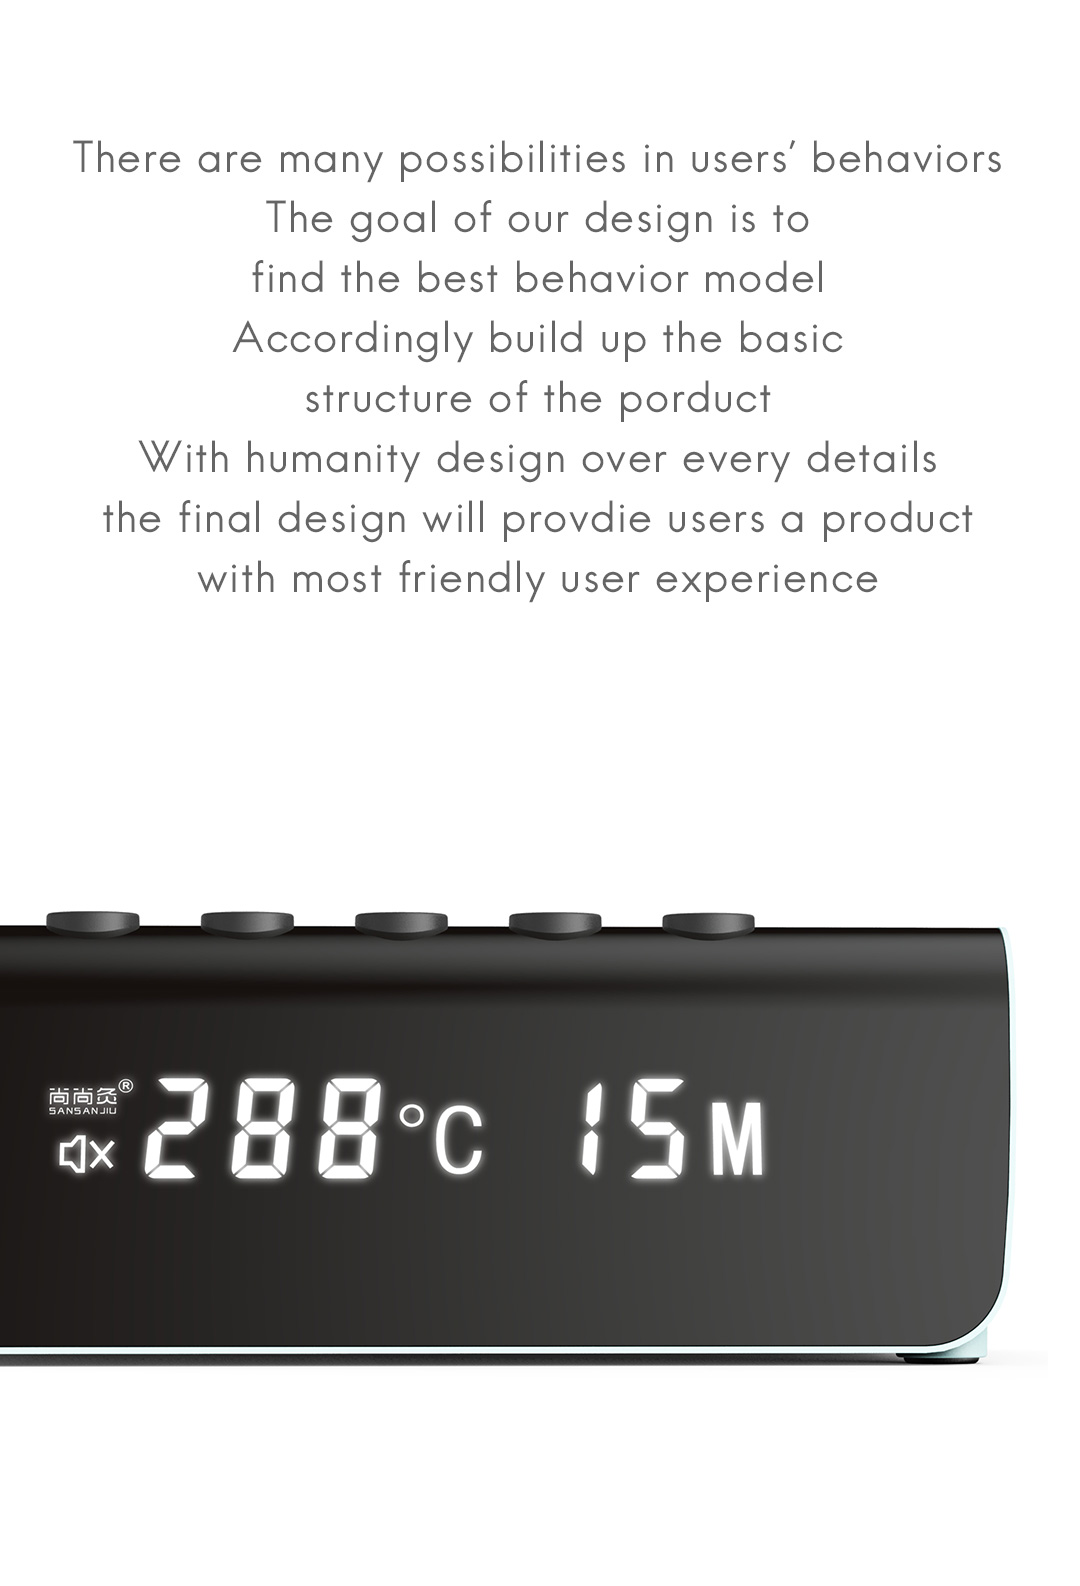 There are many possibilities in users’ behaviors
The goal of our design is to
find the best behavior model
Accordingly build up the basic
structure of the porduct
With humanity design over every details
the final design will provdie users a product
with most friendly user experience
尚尚灸®
SANSANJIU
288°C 15M